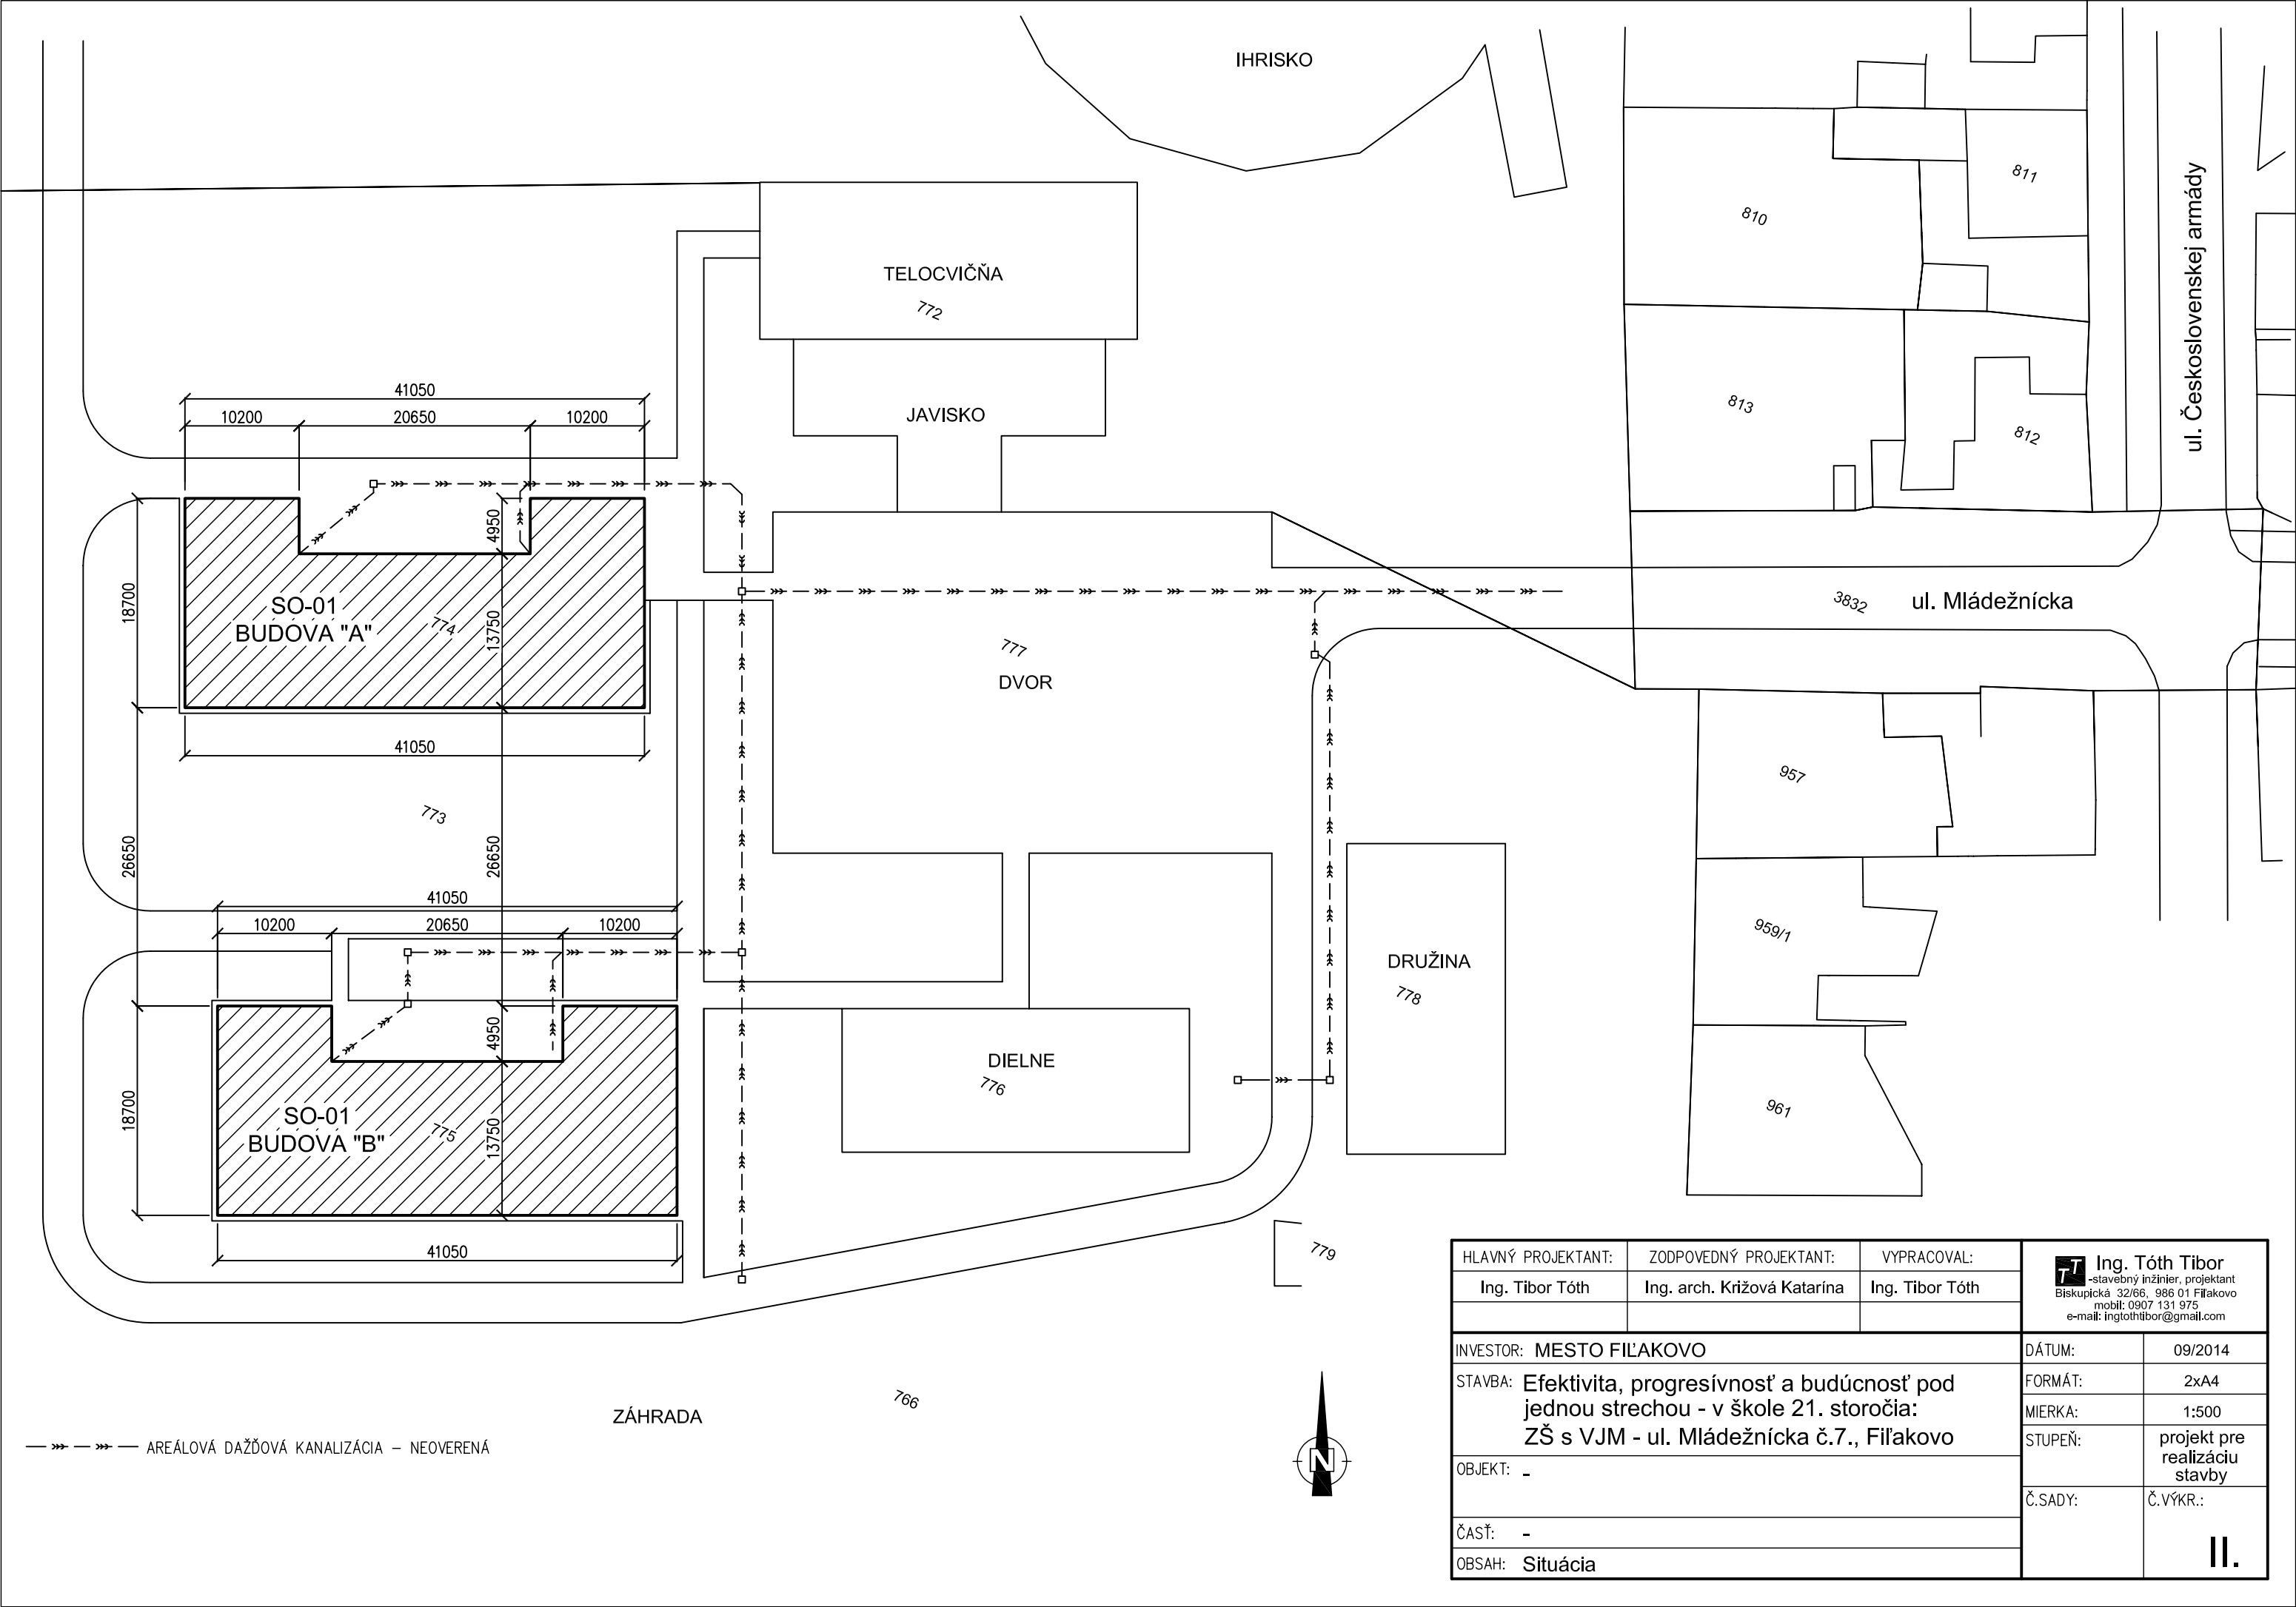 IHRISKO
811
810
ul. Československej armády
TELOCVIČŇA
772
41050
10200
20650
10200
JAVISKO
813
812
4950
18700
SO-01
BUDOVA "A"
774
13750
3832
ul. Mládežnícka
777
DVOR
41050
957
773
26650
26650
41050
10200
20650
10200
959/1
DRUŽINA
778
4950
DIELNE
776
18700
SO-01
BUDOVA "B"
775
13750
961
41050
779
766
ZÁHRADA
AREÁLOVÁ DAŽĎOVÁ KANALIZÁCIA – NEOVERENÁ
N
HLAVNÝ PROJEKTANT:
ZODPOVEDNÝ PROJEKTANT:
VYPRACOVAL:
Ing. Tibor Tóth
Ing. arch. Križová Katarína
Ing. Tibor Tóth
TT
Ing. Tóth Tibor
-stavebný inžinier, projektant
Biskupická 32/66, 986 01 Fiľakovo
mobil: 0907 131 975
e-mail: ingtothtibor@gmail.com
INVESTOR: MESTO FIĽAKOVO
STAVBA: Efektivita, progresívnosť a budúcnosť pod
jednou strechou - v škole 21. storočia:
ZŠ s VJM - ul. Mládežnícka č.7., Fiľakovo
OBJEKT: -
ČASŤ: -
OBSAH: Situácia
DÁTUM: 09/2014
FORMÁT: 2xA4
MIERKA: 1:500
STUPEŇ: projekt pre
realizáciu
stavby
Č.SADY:
Č.VÝKR.:
II.